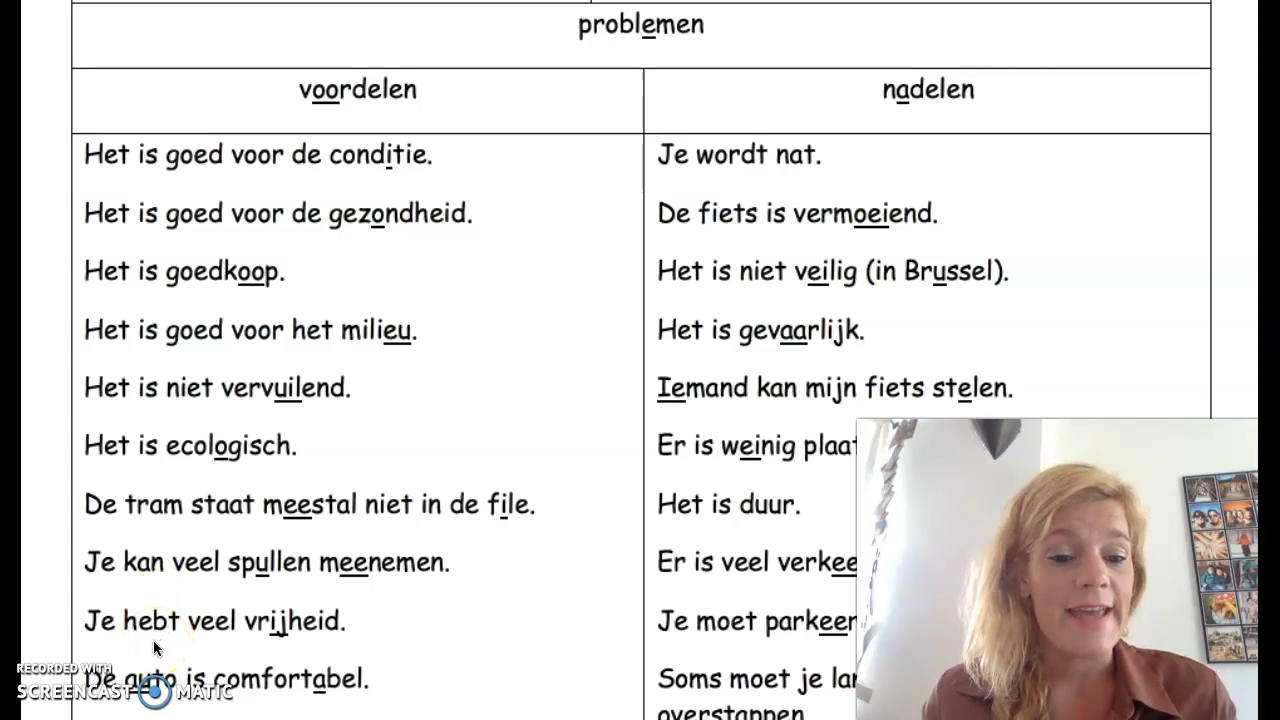 problemen
voordelen
nadelen
Het is goed voor de conditie.
Het is goed voor de gezondheid.
Het is goedkoop.
Het is goed voor het milieu.
Het is niet vervuilend.
Het is ecologisch.
De tram staat meestal niet in de file.
Je kan veel spullen meenemen.
Je hebt veel vrijheid.
De auto is comfortabel.
Je wordt nat.
De fiets is vermoeiend.
Het is niet veilig (in Brussel).
Het is gevaarlijk.
Iemand kan mijn fiets stelen.
Er is weinig
Het is duur.
Er is veel
Je moet
Soms moet je
overstappen
RECORDED WITH
SCREENCAST MATIC